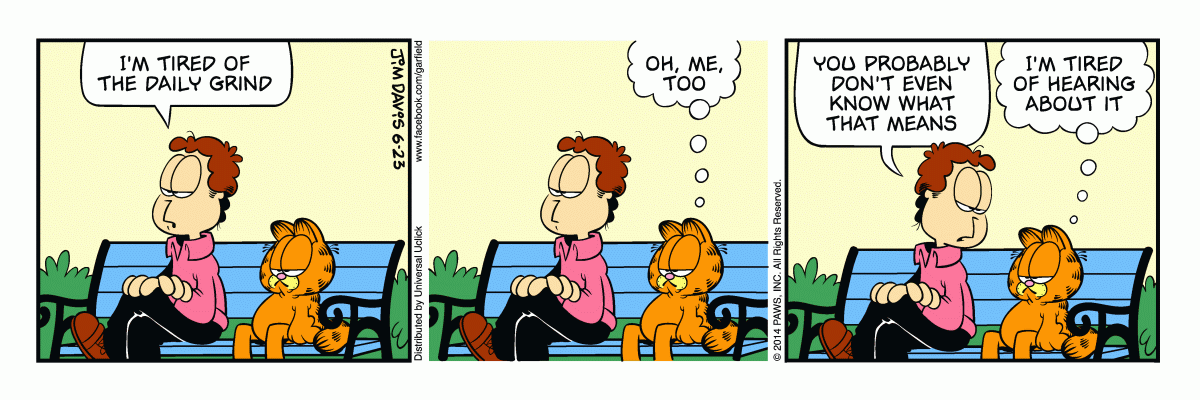 I'M TIRED OF
THE DAILY GRIND
JIM DAVIS 6-23
Distributed by Universal Uclick
www.facebook.com/garfield
OH, ME,
TOO
© 2014 PAWS, INC. All Rights Reserved.
YOU PROBABLY
DON'T EVEN
KNOW WHAT
THAT MEANS
I'M TIRED
OF HEARING
ABOUT IT